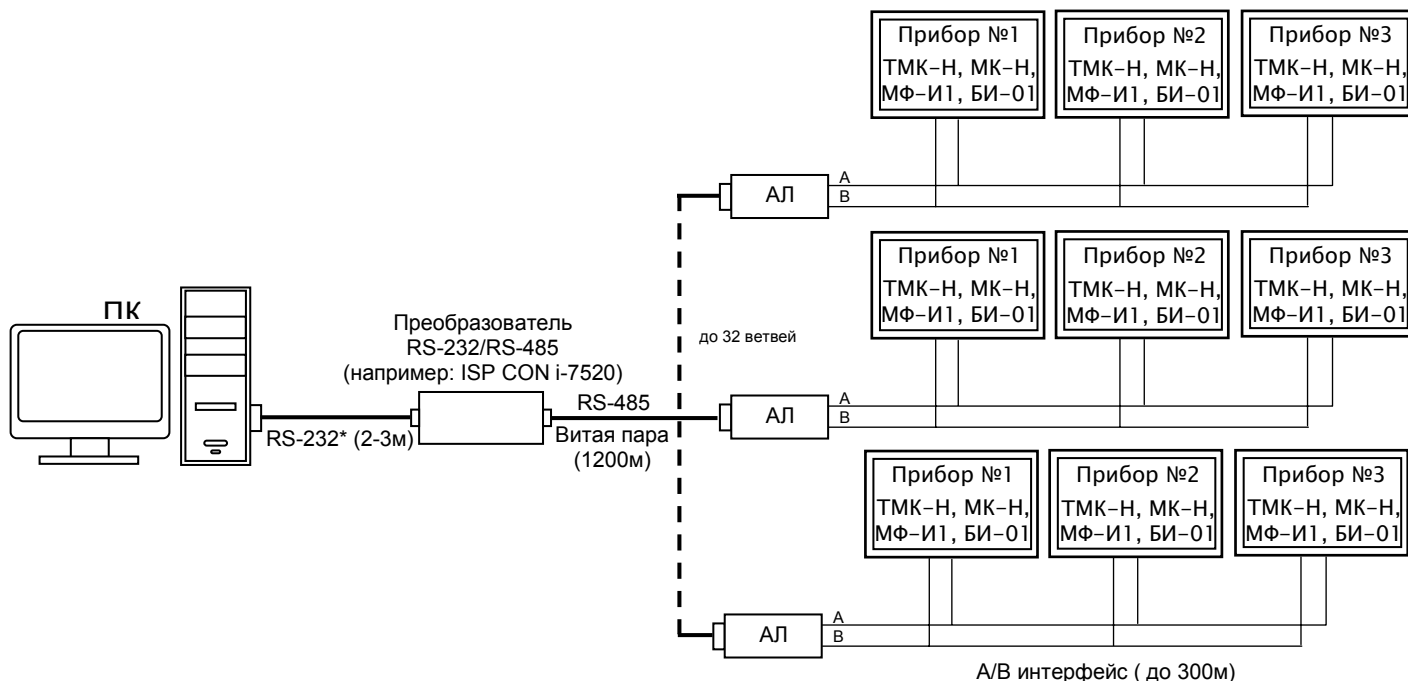 Прибор №1
ТМК-Н, МК-Н,
МФ-И1, БИ-01
Прибор №2
ТМК-Н, МК-Н,
МФ-И1, БИ-01
Прибор №3
ТМК-Н, МК-Н,
МФ-И1, БИ-01
АЛ
А
В
Прибор №1
ТМК-Н, МК-Н,
МФ-И1, БИ-01
Прибор №2
ТМК-Н, МК-Н,
МФ-И1, БИ-01
Прибор №3
ТМК-Н, МК-Н,
МФ-И1, БИ-01
ПК
Преобразователь
RS-232/RS-485
(например: ISP CON i-7520)
до 32 ветвей
RS-232* (2-3м)
RS-485
Витая пара
(1200м)
АЛ
А
В
Прибор №1
ТМК-Н, МК-Н,
МФ-И1, БИ-01
Прибор №2
ТМК-Н, МК-Н,
МФ-И1, БИ-01
Прибор №3
ТМК-Н, МК-Н,
МФ-И1, БИ-01
АЛ
А
В
А/В интерфейс ( до 300м)